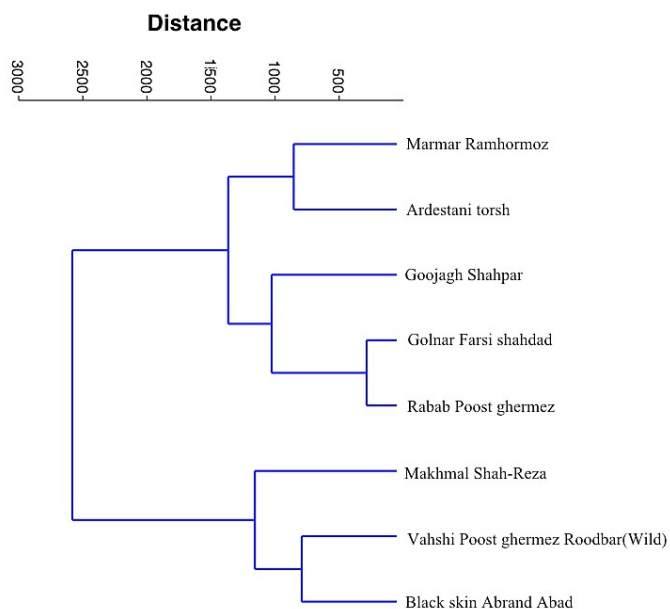 Distance
3000 2500 2000 1500 1000 500
Marmar Ramhormoz
Ardestani torsh
Goojagh Shahpar
Golnar Farsi shahdad
Rabab Poost ghermez
Makhmal Shah-Reza
Vahshi Poost ghermez Roodbar(Wild)
Black skin Abrand Abad